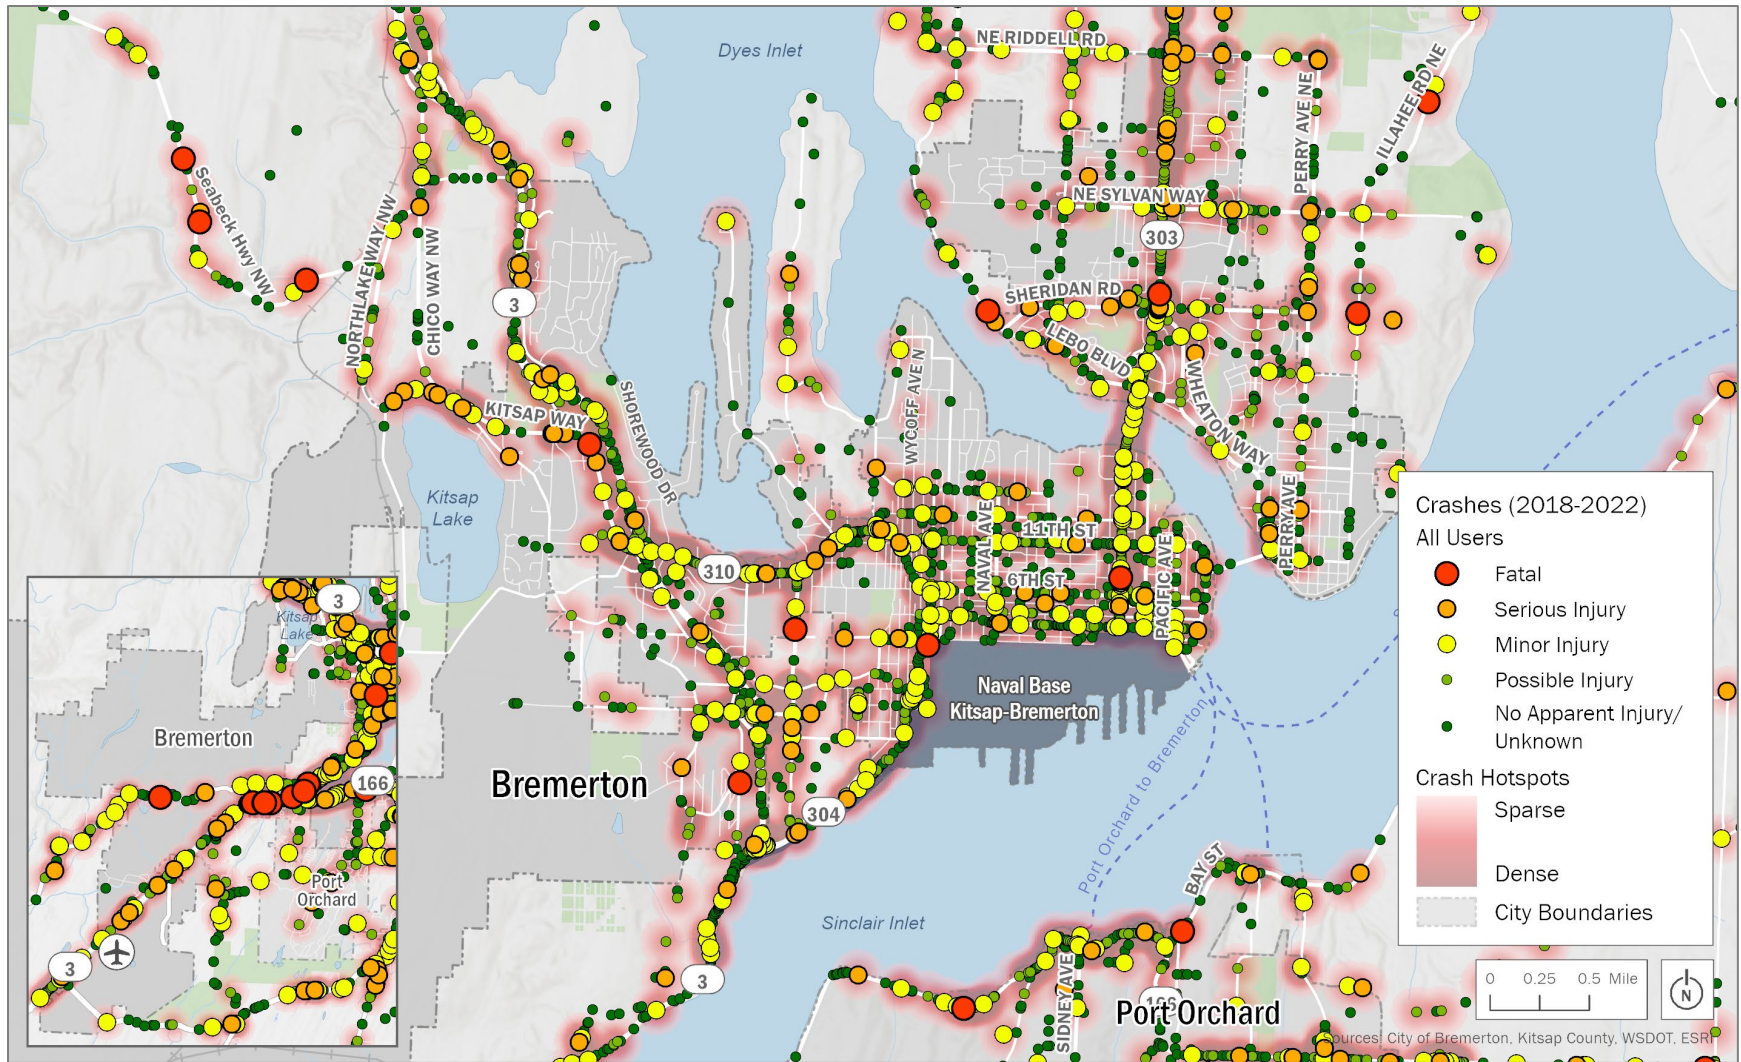 Dyes Inlet
NE RIDDELL RD
PERRY AVE NE
ILLAHEE RD NE
Seabeck Hwy NW
NORTHLAKE WAY NW
CHICO WAY NW
NE SYLVAN WAY
303
3
SHERIDAN RD
LEBO BLVD
WHEATON WAY
KITSAP WAY
SHOREWOOD DR
WYCOFF AVE N
Kitsap
Lake
NAVAL AVE
11TH ST
PERRY AVE
310
6TH ST
PACIFIC AVE
Naval Base
Kitsap-Bremerton
Bremerton
304
Port Orchard to Bremerton
BAY ST
Sinclair Inlet
3
SIDNEY AVE
166
Port Orchard
3
Kitsap
Lake
Bremerton
166
Port
Orchard
3
Crashes (2018-2022)
All Users
Fatal
Serious Injury
Minor Injury
Possible Injury
No Apparent Injury/
Unknown
Crash Hotspots
Sparse
Dense
City Boundaries
0 0.25 0.5 Mile
N
Sources: City of Bremerton, Kitsap County, WSDOT, ESRI